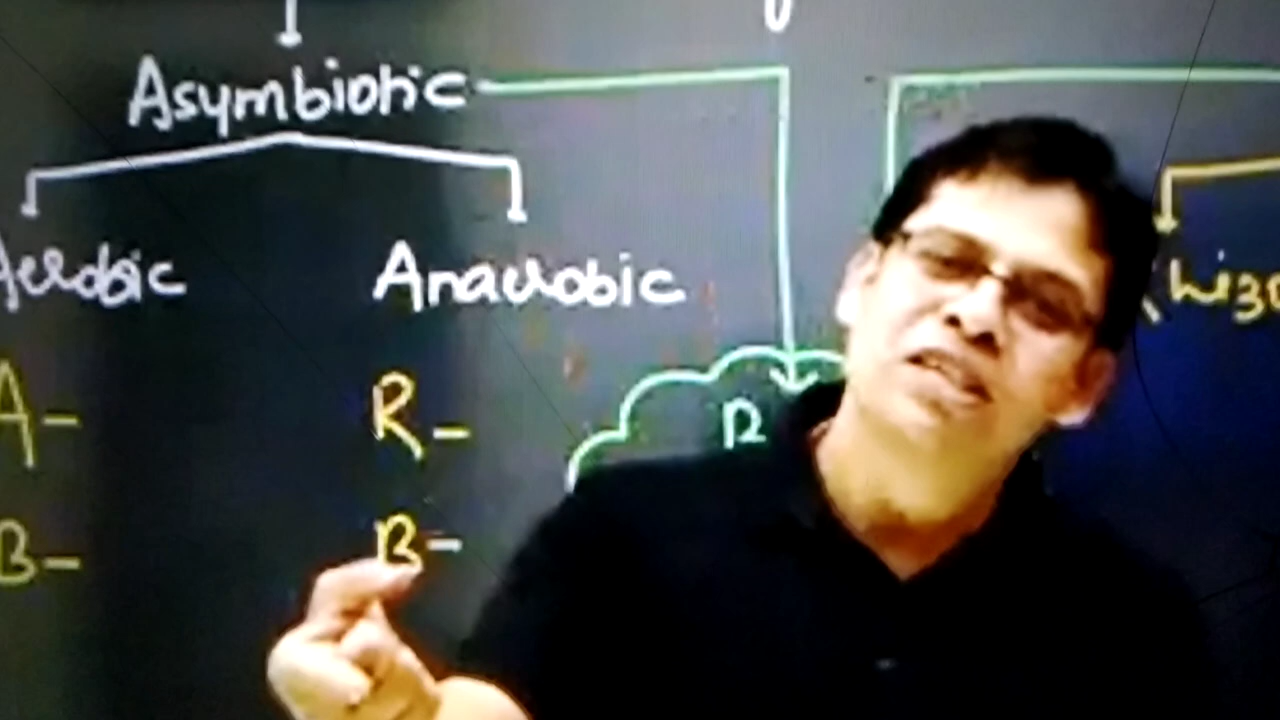 Asymbiotic
Aerobic Anaerobic
A- R-
B- B-
R